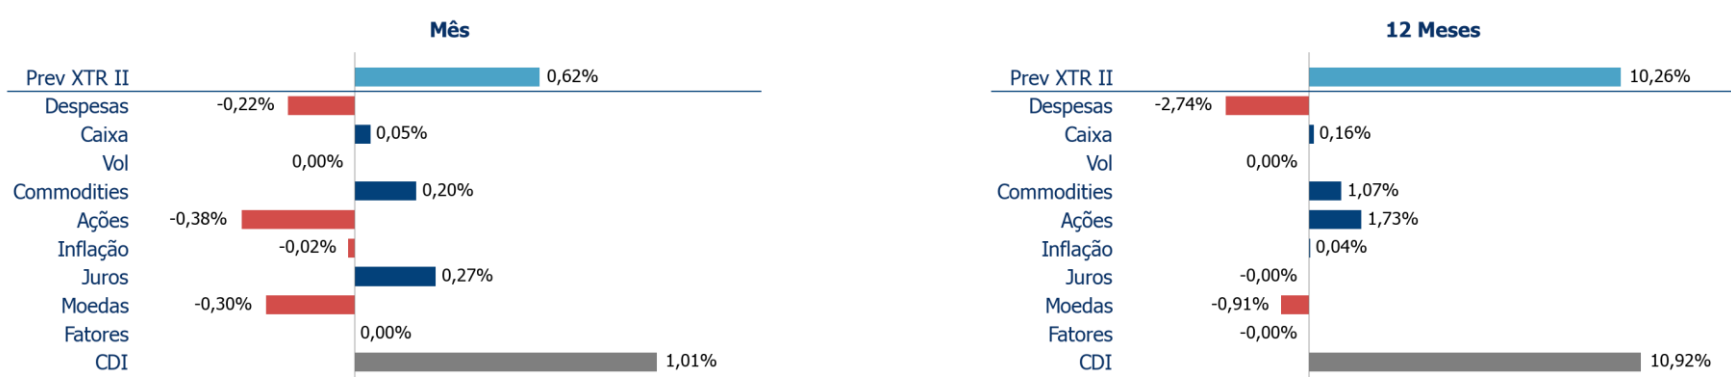 Mês
Prev XTR II 0,62%
Despesas -0,22%
Caixa 0,05%
Vol 0,00%
Commodities 0,20%
Ações -0,38%
Inflação -0,02%
Juros 0,27%
Moedas -0,30%
Fatores 0,00%
CDI 1,01%
12 Meses
Prev XTR II 10,26%
Despesas -2,74%
Caixa 0,16%
Vol 0,00%
Commodities 1,07%
Ações 1,73%
Inflação 0,04%
Juros -0,00%
Moedas -0,91%
Fatores -0,00%
CDI 10,92%